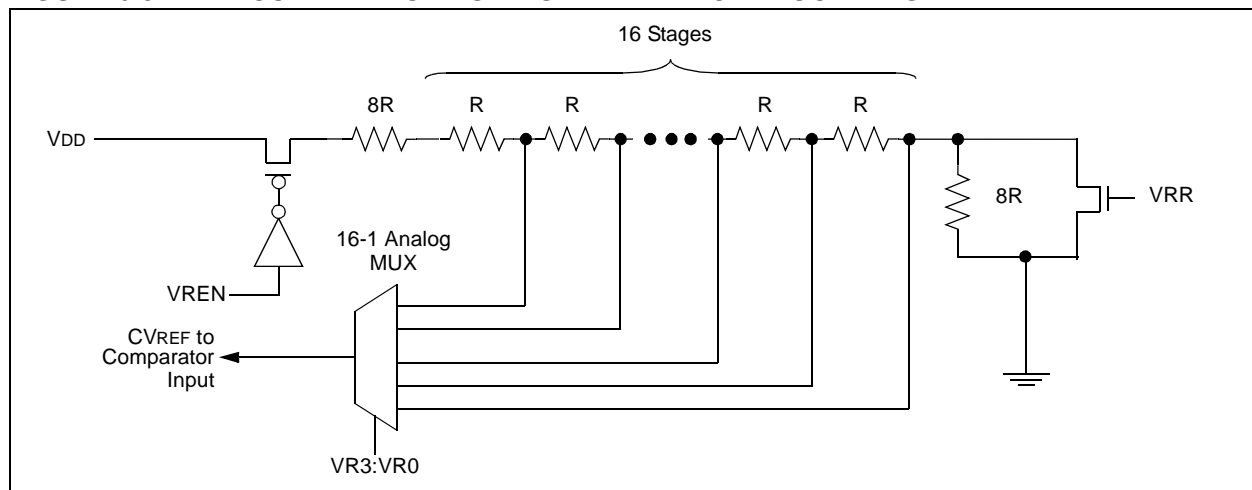 16 Stages
8R
R
R
R
R
VDD
8R
VRR
16-1 Analog
MUX
VREN
CVREF to
Comparator
Input
VR3:VR0